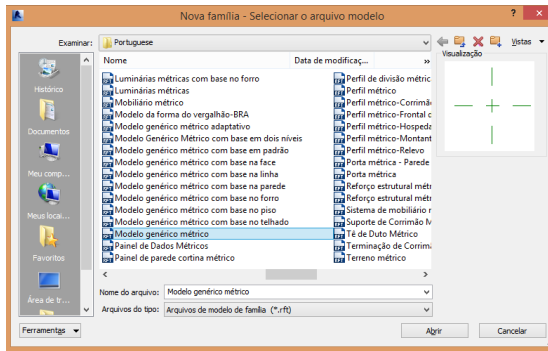 Nova família - Selecionar o arquivo modelo
? ×
Examinar: Portuguese
Vistas
Visualização
Nome
Data de modificaç... »
Histórico
Documentos
Meu comp...
Meus locai...
Favoritos
Área de tr...
Luminárias métricas com base no forro
Luminárias métricas
Mobiliário métrico
Modelo da forma do vergalhão-BRA
Modelo genérico métrico adaptativo
Modelo Genérico Métrico com base em dois níveis
Modelo genérico métrico com base em padrão
Modelo genérico métrico com base na face
Modelo genérico métrico com base na linha
Modelo genérico métrico com base na parede
Modelo genérico métrico com base no forro
Modelo genérico métrico com base no piso
Modelo genérico métrico com base no telhado
Modelo genérico métrico
Painel de Dados Métricos
Painel de parede cortina métrico
Perfil de divisão métric
Perfil métrico
Perfil métrico-Corrimã
Perfil métrico-Frontal d
Perfil métrico-Hospeda
Perfil métrico-Montant
Perfil métrico-Relevo
Porta métrica - Parede
Porta métrica
Reforço estrutural métr
Reforço estrutural métr
Sistema de mobiliário r
Suporte de Corrimão M
Tê de Duto Métrico
Terminação de Corrim
Terreno métrico
Nome do arquivo: Modelo genérico métrico
Arquivos do tipo: Arquivos de modelo de família (*.rft)
Ferramentas
Abrir
Cancelar